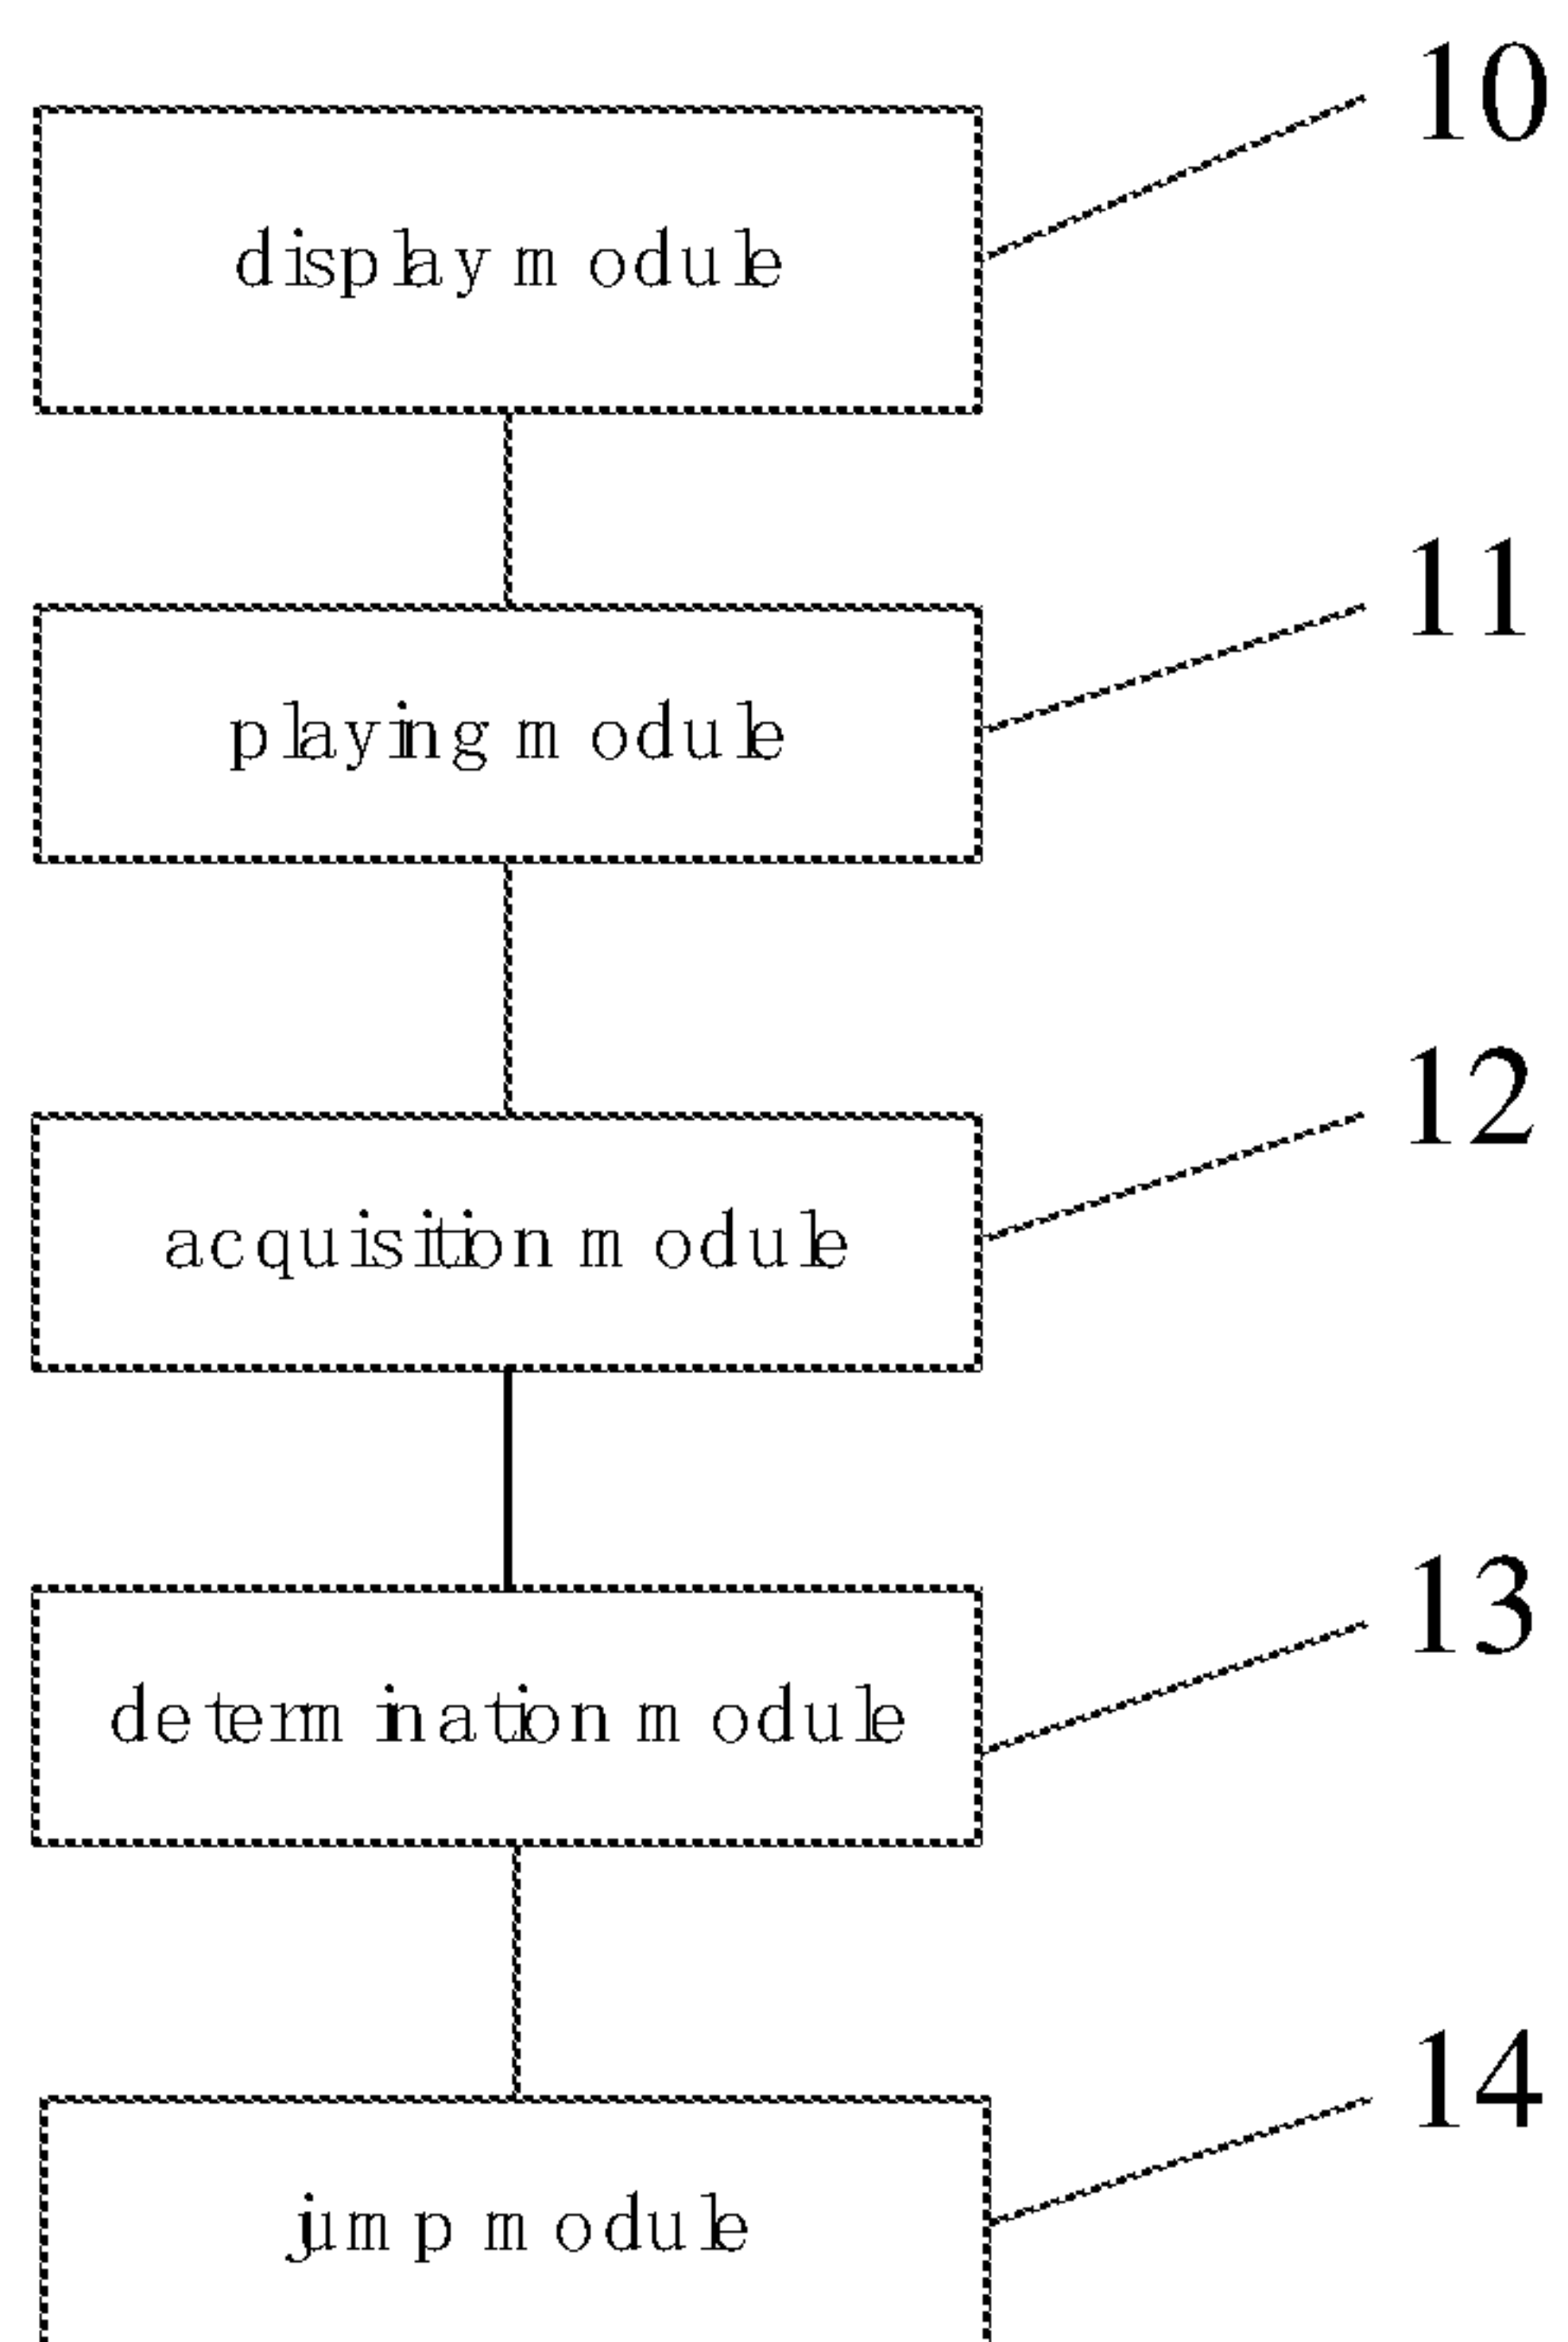 10
display module
11
playing module
12
acquisition module
13
determination module
14
jump module